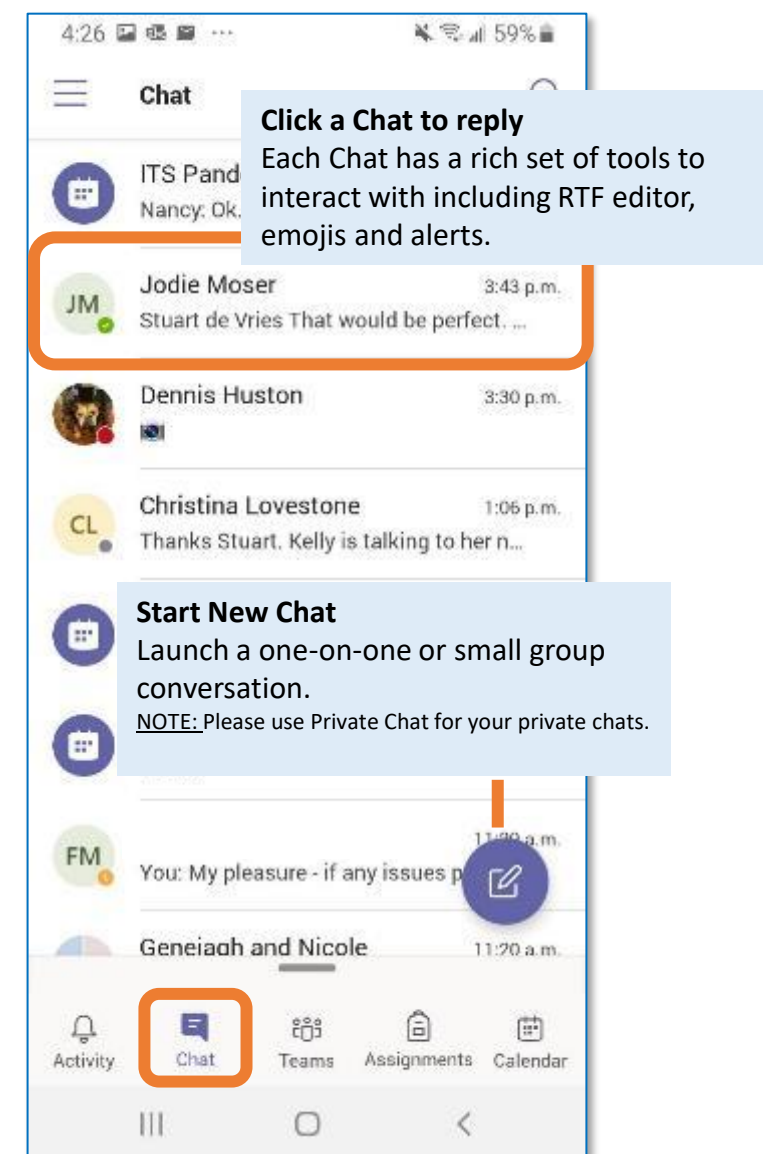 4:26 ··· 59%
Chat
Click a Chat to reply
Each Chat has a rich set of tools to
interact with including RTF editor,
emojis and alerts.
ITS Pand
Nancy: Ok.
JM
Jodie Moser 3:43 p.m.
Stuart de Vries That would be perfect. ...
Dennis Huston 3:30 p.m.
CL
Christina Lovestone 1:06 p.m.
Thanks Stuart. Kelly is talking to her n...
Start New Chat
Launch a one-on-one or small group
conversation.
NOTE: Please use Private Chat for your private chats.
FM
a.m.
You: My pleasure - if any issues p
Geneiagh and Nicole 11:20 a.m.
Activity Chat Teams Assignments Calendar